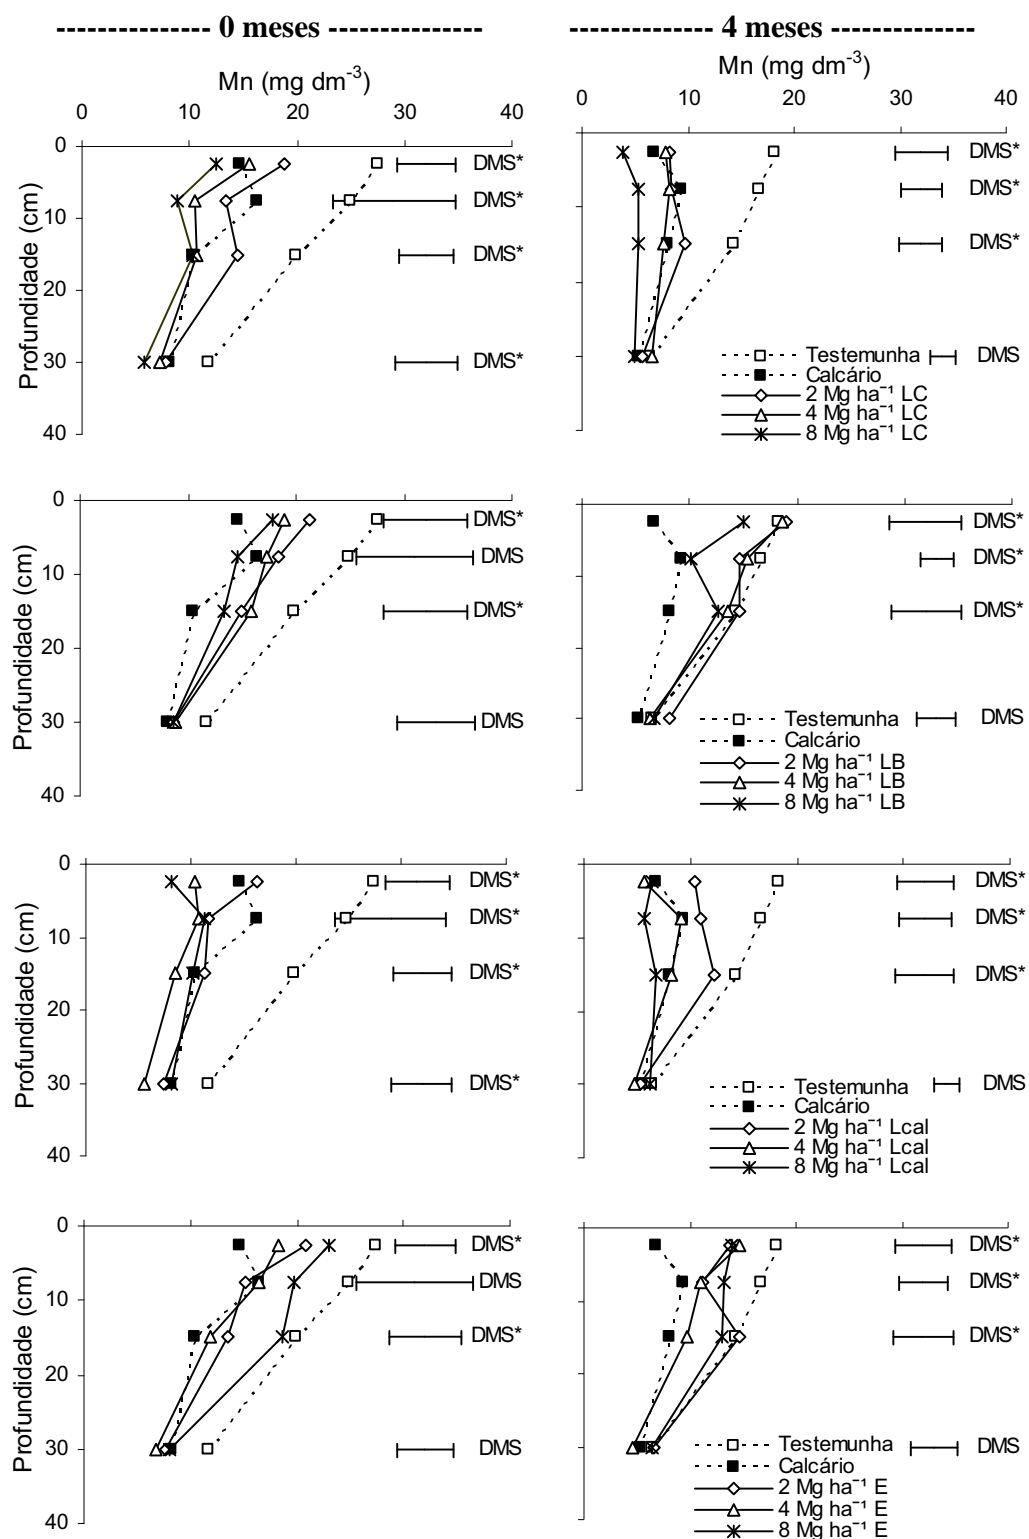 ---------------- 0 meses ----------------
---------------- 4 meses ----------------
Mn (mg dm-3)
0 10 20 30 40
Mn (mg dm-3)
0 10 20 30 40
Profundidade (cm)
0
10
20
30
40
DMS*
DMS*
DMS*
DMS*
DMS*
DMS*
DMS*
DMS
Testemunha
Calcário
2 Mg ha⁻¹ LC
4 Mg ha⁻¹ LC
8 Mg ha⁻¹ LC
Profundidade (cm)
0
10
20
30
40
DMS*
DMS
DMS*
DMS
DMS*
DMS*
DMS*
DMS
Testemunha
Calcário
2 Mg ha⁻¹ LB
4 Mg ha⁻¹ LB
8 Mg ha⁻¹ LB
Profundidade (cm)
0
10
20
30
40
DMS*
DMS*
DMS*
DMS*
DMS*
DMS*
DMS*
DMS
Testemunha
Calcário
2 Mg ha⁻¹ Lcal
4 Mg ha⁻¹ Lcal
8 Mg ha⁻¹ Lcal
Profundidade (cm)
0
10
20
30
40
DMS*
DMS
DMS*
DMS
DMS*
DMS*
DMS*
DMS
Testemunha
Calcário
2 Mg ha⁻¹ E
4 Mg ha⁻¹ E
8 Mg ha⁻¹ E